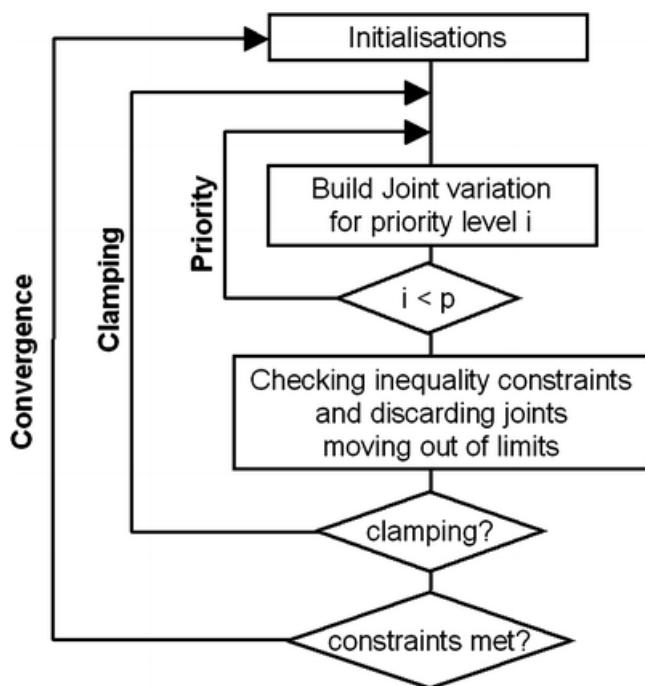 Initialisations
Build Joint variation
for priority level i
i < p
Checking inequality constraints
and discarding joints
moving out of limits
clamping?
constraints met?
Priority
Clamping
Convergence